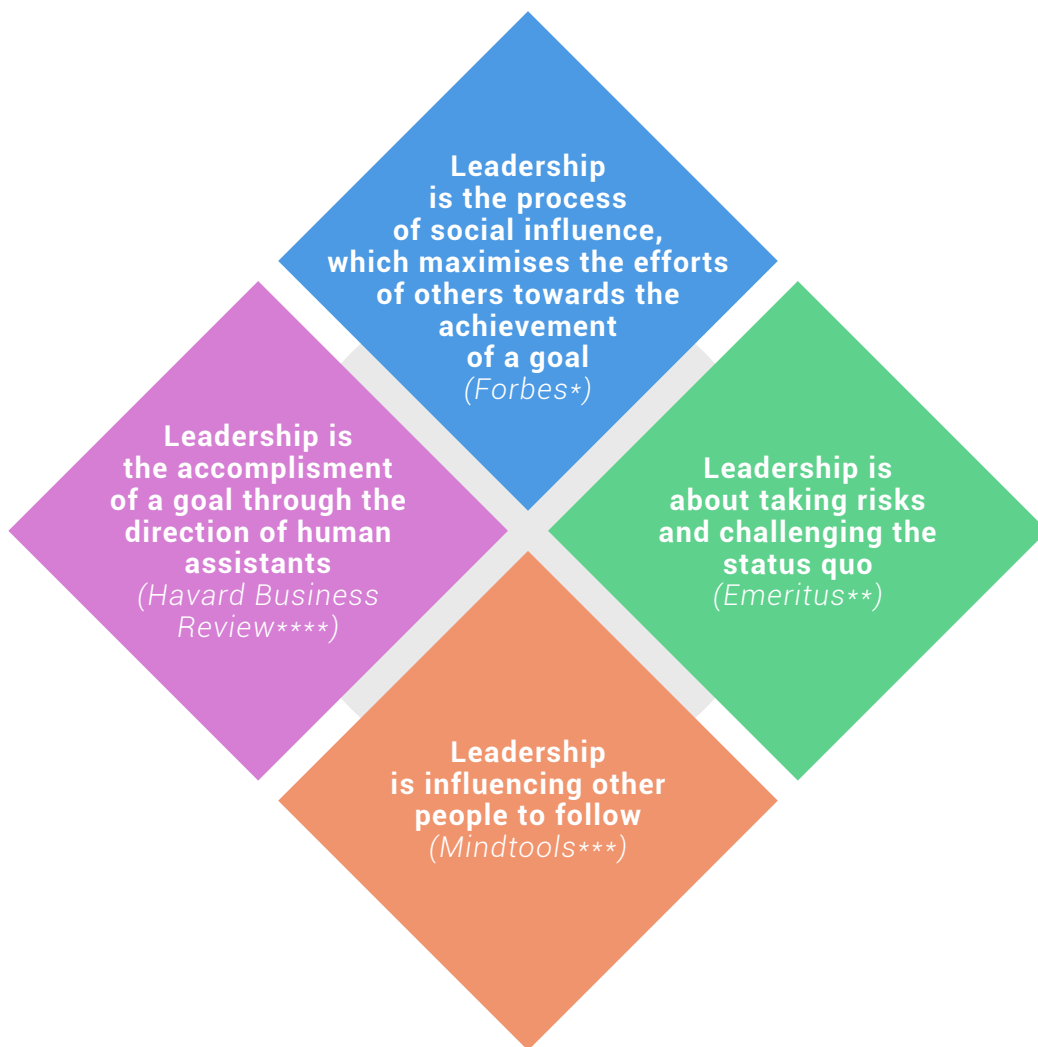 Leadership
is the process
of social influence,
which maximises the efforts
of others towards the
achievement
of a goal
(Forbes*)
Leadership is
the accomplisment
of a goal through the
direction of human
assistants
(Havard Business
Review****)
Leadership is
about taking risks
and challenging the
status quo
(Emeritus**)
Leadership
is influencing other
people to follow
(Mindtools***)